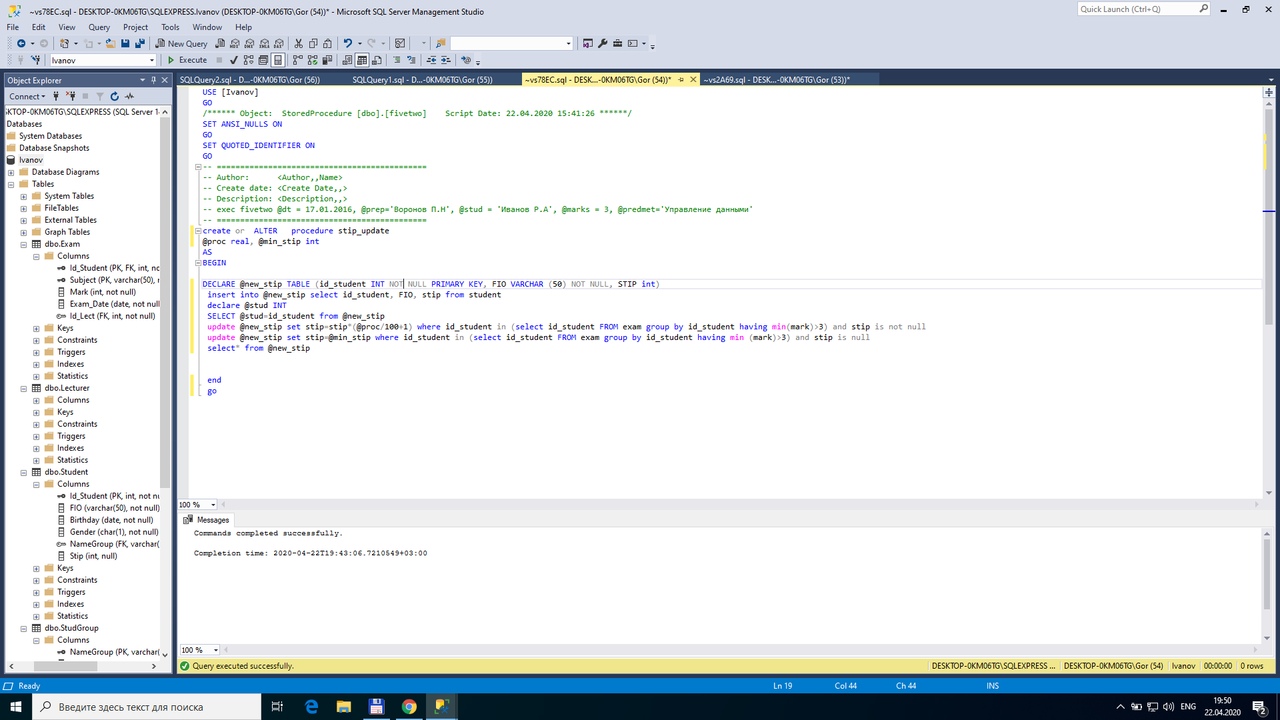 ~vs78EC.sql - DESKTOP-0KM06TG\SQLEXPRESS.Ivanov (DESKTOP-0KM06TG\Gor (54))* - Microsoft SQL Server Management Studio
Quick Launch (Ctrl+Q)
File Edit View Query Project Tools Window Help
New Query
Ivanov
Execute
Object Explorer
SQLQuery2.sql - D...-0KM06TG\Gor (56))
SQLQuery1.sql - D...-0KM06TG\Gor (55))
~vs78EC.sql - DESK...-0KM06TG\Gor (54))*
~vs2A69.sql - DESK...-0KM06TG\Gor (53))*
Connect
KTOP-0KM06TG\SQLEXPRESS (SQL Server 1
Databases
System Databases
Database Snapshots
Ivanov
Database Diagrams
Tables
System Tables
FileTables
External Tables
Graph Tables
dbo.Exam
Columns
Id_Student (PK, FK, int, no
Subject (PK, varchar(50),
Mark (int, not null)
Exam_Date (date, not null)
Id_Lect (FK, int, not null)
Keys
Constraints
Triggers
Indexes
Statistics
dbo.Lecturer
Columns
Keys
Constraints
Triggers
Indexes
Statistics
dbo.Student
Columns
Id_Student (PK, int, not nu
FIO (varchar(50), not null)
Birthday (date, not null)
Gender (char(1), not null)
NameGroup (FK, varchar(
Stip (int, null)
Keys
Constraints
Triggers
Indexes
Statistics
dbo.StudGroup
Columns
NameGroup (PK, varchar(
USE [Ivanov]
GO
/****** Object:  StoredProcedure [dbo].[fivetwo]    Script Date: 22.04.2020 15:41:26 ******/
SET ANSI_NULLS ON
GO
SET QUOTED_IDENTIFIER ON
GO
-- =============================================
-- Author:      <Author,,Name>
-- Create date: <Create Date,,>
-- Description: <Description,,>
-- exec fivetwo @dt = 17.01.2016, @prep='Воронов П.Н', @stud = 'Иванов Р.А', @marks = 3, @predmet='Управление данными'
-- =============================================
create or  ALTER   procedure stip_update
@proc real, @min_stip int
AS
BEGIN
DECLARE @new_stip TABLE (id_student INT NOT NULL PRIMARY KEY, FIO VARCHAR (50) NOT NULL, STIP int)
insert into @new_stip select id_student, FIO, stip from student
declare @stud INT
SELECT @stud=id_student from @new_stip
update @new_stip set stip=stip*(@proc/100+1) where id_student in (select id_student FROM exam group by id_student having min(mark)>3) and stip is not null
update @new_stip set stip=@min_stip where id_student in (select id_student FROM exam group by id_student having min (mark)>3) and stip is null
select* from @new_stip
end
go
100 %
Messages
Commands completed successfully.
Completion time: 2020-04-22T19:43:06.7210549+03:00
100 %
Query executed successfully.
DESKTOP-0KM06TG\SQLEXPRESS ...
DESKTOP-0KM06TG\Gor (54)
Ivanov
00:00:00
0 rows
Ready
Ln 19
Col 44
Ch 44
INS
Введите здесь текст для поиска
ENG
19:50
22.04.2020
2